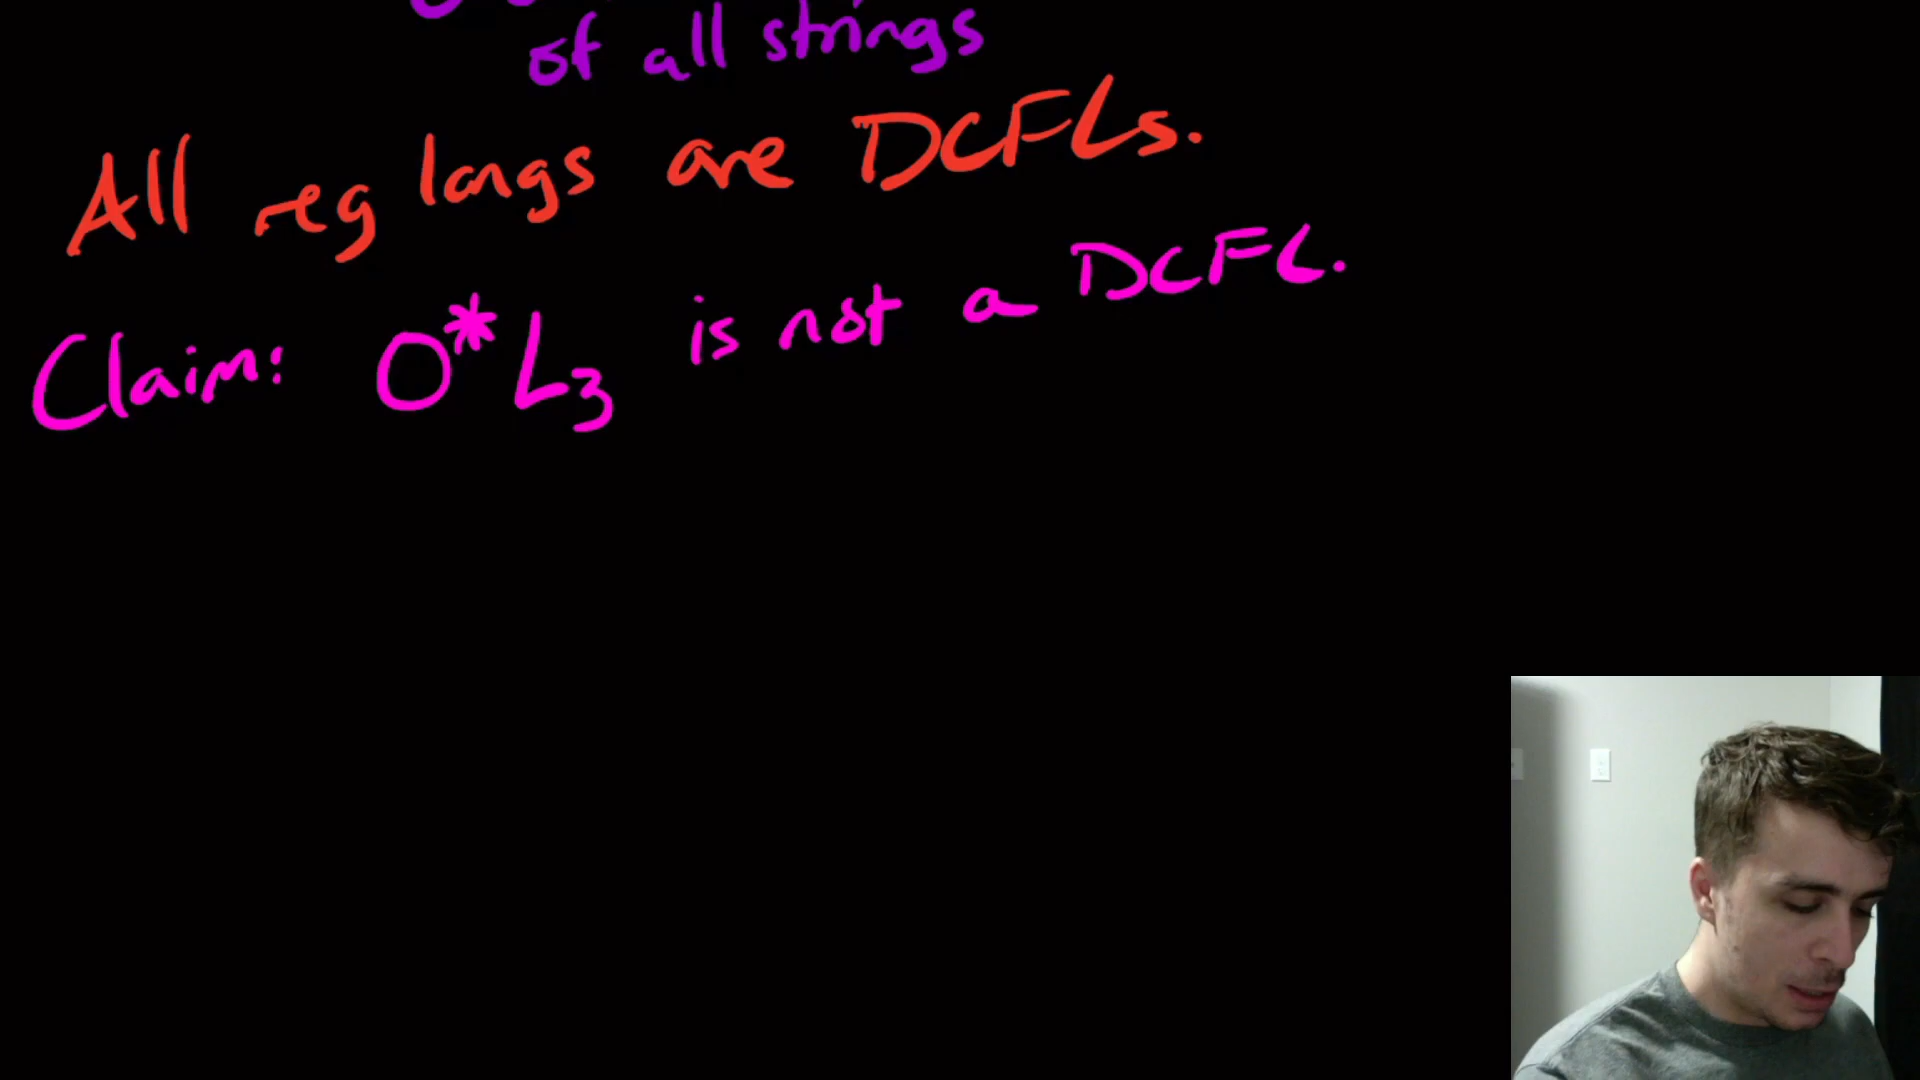 of all strings
All reg langs are DCFLs.
Claim: 0*L3 is not a DCFL.